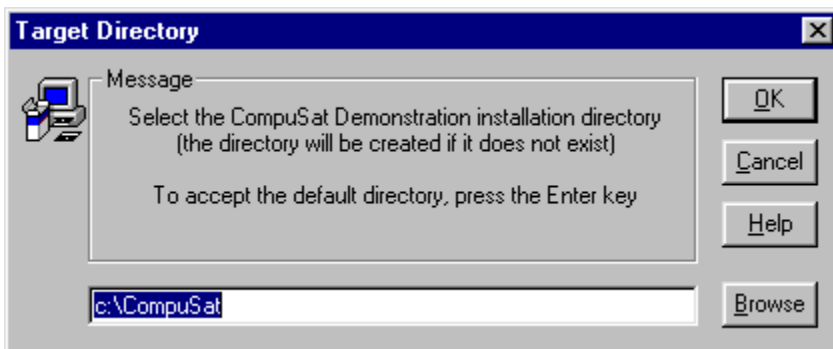 Target Directory
Message
Select the CompuSat Demonstration installation directory
(the directory will be created if it does not exist)
To accept the default directory, press the Enter key
c:\CompuSat
OK
Cancel
Help
Browse